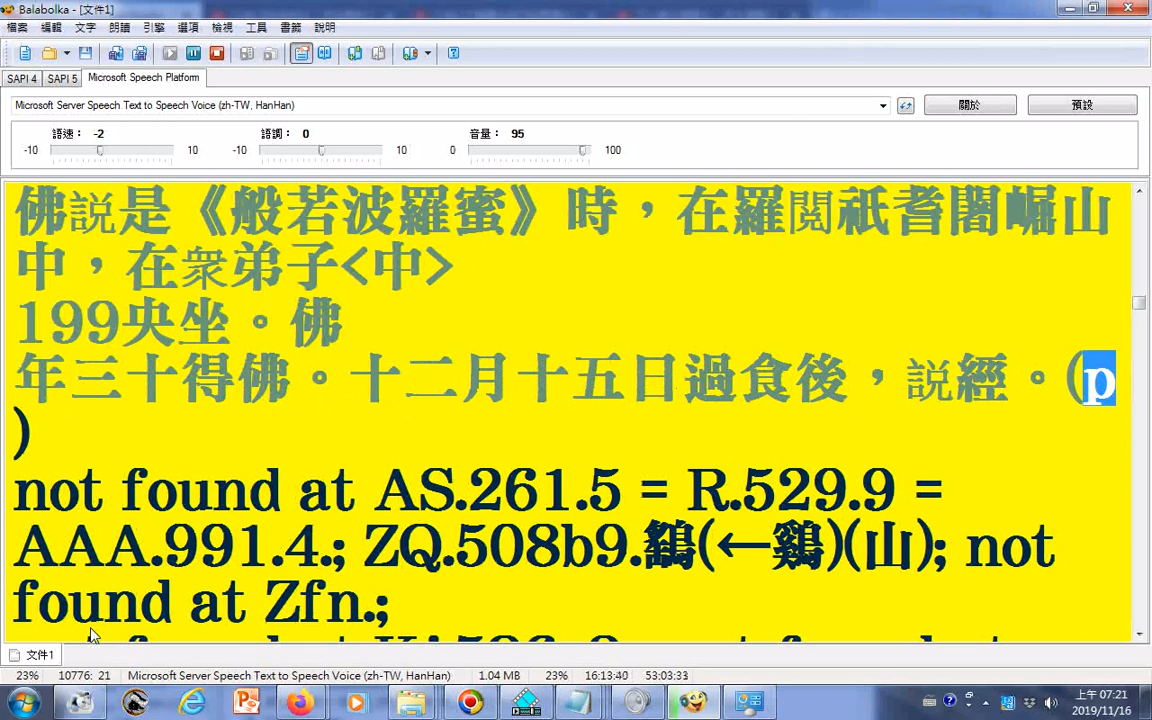 Balabolka - [文件1]
檔案 編輯 文字 朗讀 引擎 選項 檢視 工具 書籤 說明
SAPI 4 SAPI 5 Microsoft Speech Platform
Microsoft Server Speech Text to Speech Voice (zh-TW, HanHan) 關於 預設
語速： -2 語調： 0 音量： 95
-10 10 -10 10 0 100
佛説是《般若波羅蜜》時，在羅閲祇耆闍崛山
中，在衆弟子<中>
199央坐。佛
年三十得佛。十二月十五日過食後，説經。(p
)
not found at AS.261.5 = R.529.9 =
AAA.991.4.; ZQ.508b9.鷄(←鷄)(山); not
found at Zfn.;
文件1
23% 10776: 21 Microsoft Server Speech Text to Speech Voice (zh-TW, HanHan) 1.04 MB 23% 16:13:40 53:03:33
上午 07:21
2019/11/16